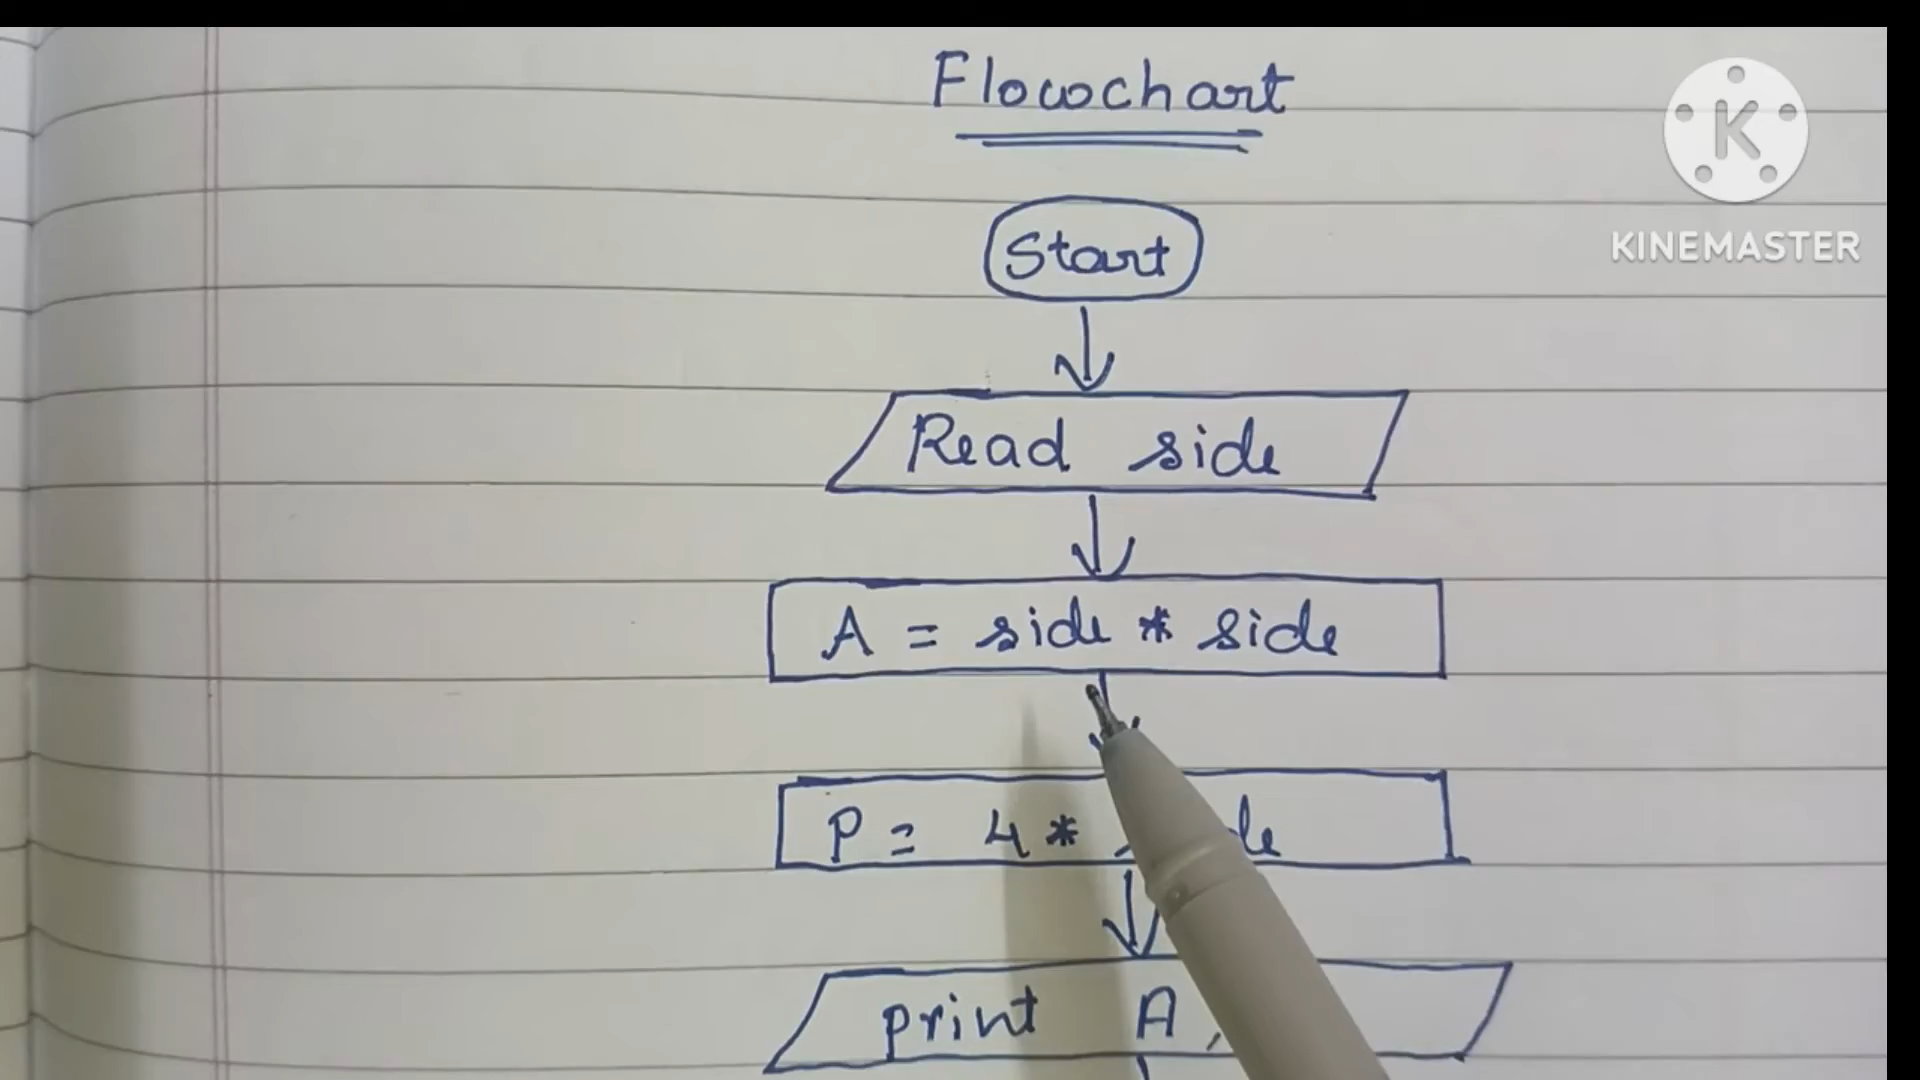 Flowchart
K
KINEMASTER
Start
Read side
A = side * side
P = 4 *
print A,